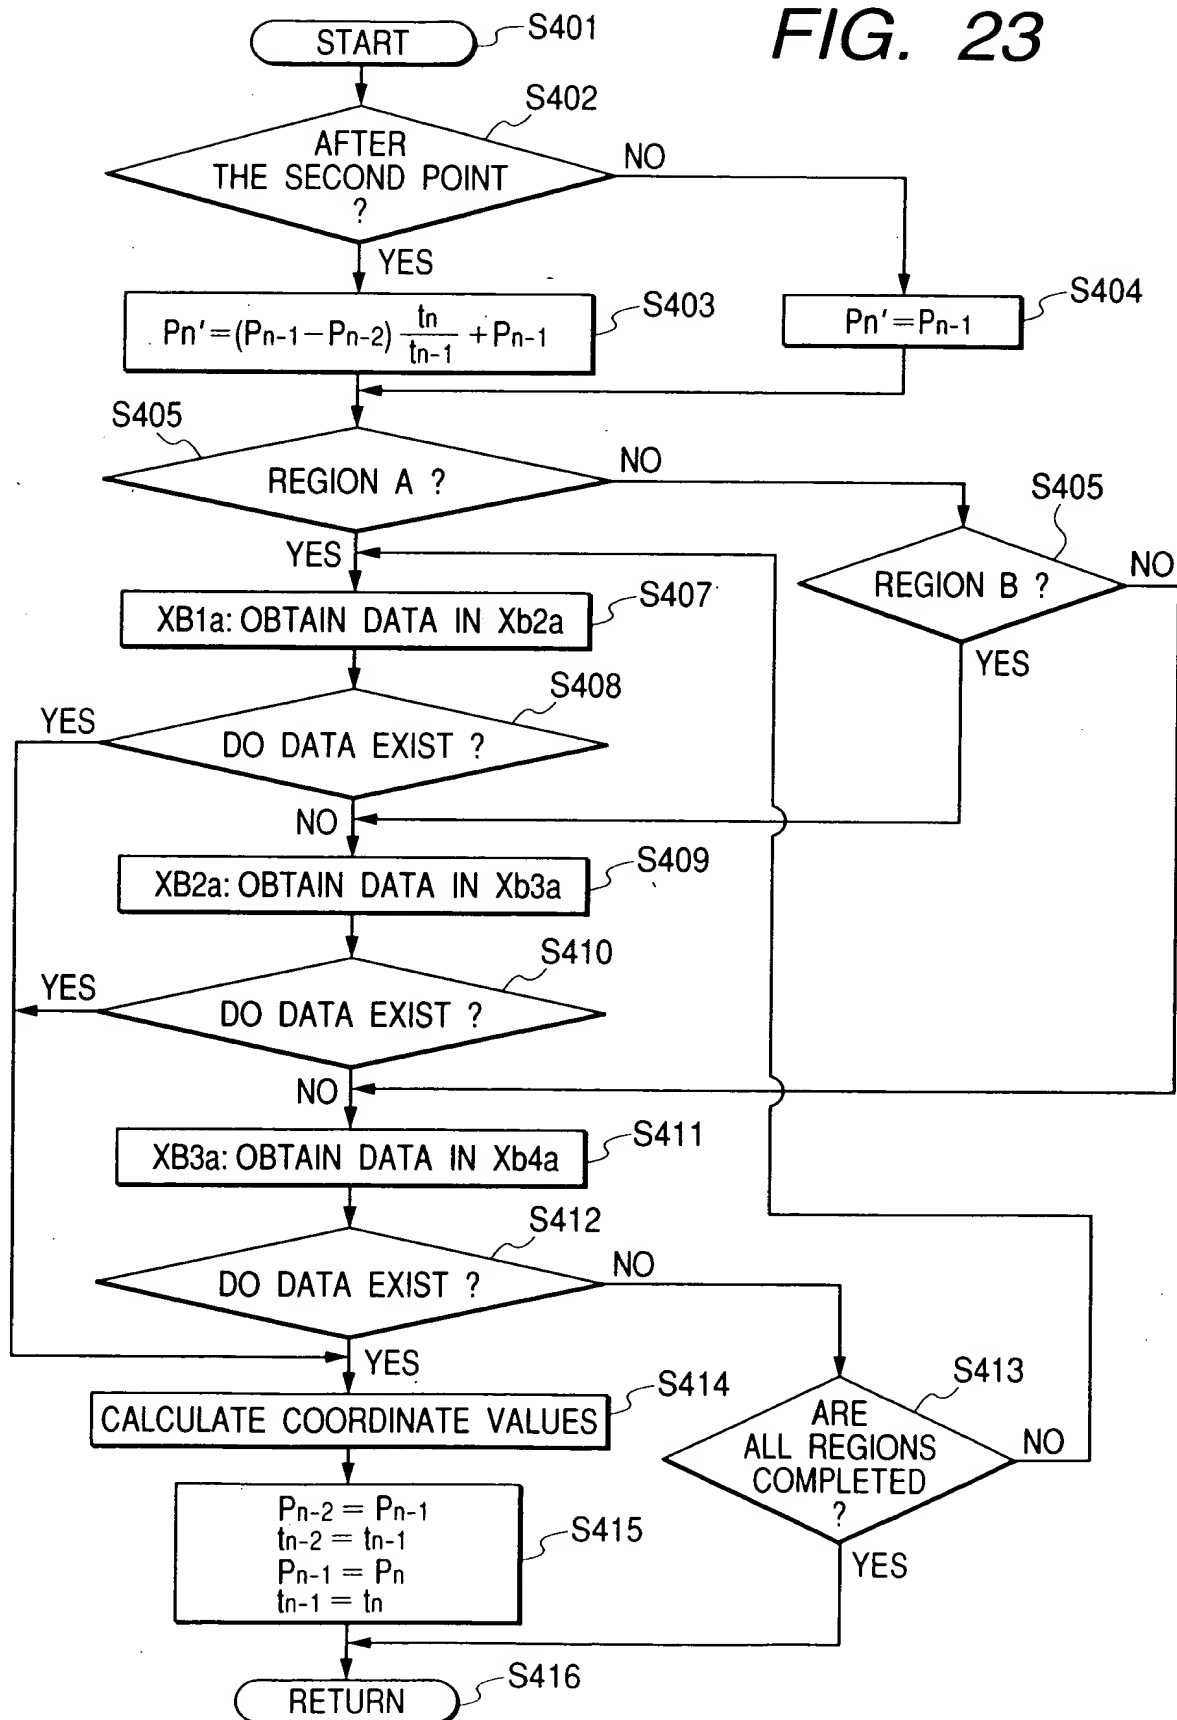 FIG. 23
START
S401
S402
AFTER
THE SECOND POINT
?
NO
YES
S403
Pn' = (Pn-1 – Pn-2) tn/tn-1 + Pn-1
S404
Pn' = Pn-1
S405
REGION A ?
NO
YES
S405
REGION B ?
NO
YES
S407
XB1a: OBTAIN DATA IN Xb2a
S408
YES
DO DATA EXIST ?
NO
S409
XB2a: OBTAIN DATA IN Xb3a
S410
YES
DO DATA EXIST ?
NO
S411
XB3a: OBTAIN DATA IN Xb4a
S412
DO DATA EXIST ?
NO
YES
S413
ARE
ALL REGIONS
COMPLETED
?
NO
YES
S414
CALCULATE COORDINATE VALUES
S415
Pn-2 = Pn-1
tn-2 = tn-1
Pn-1 = Pn
tn-1 = tn
S416
RETURN